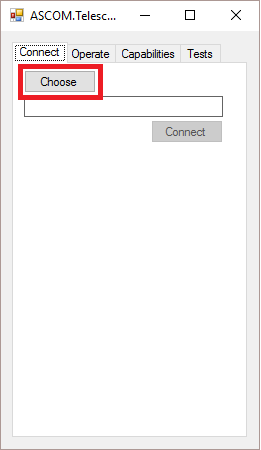 ASCOM.Telesc...
Connect Operate Capabilities Tests
Choose
Connect